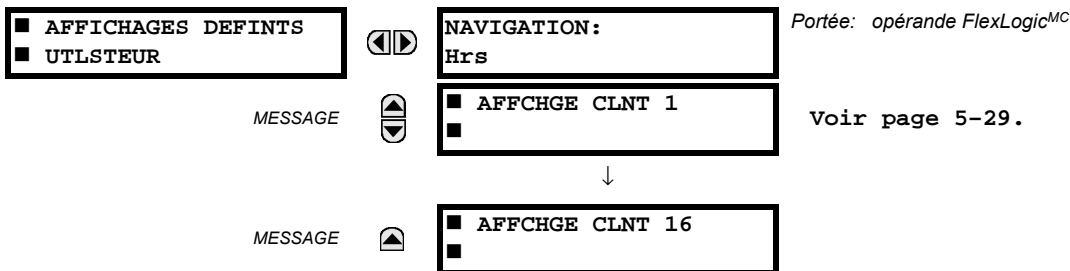 ■ AFFICHAGES DEFINTS
■ UTLSTEUR
NAVIGATION:
Hrs
Portée: opérande FlexLogicMC
MESSAGE
■ AFFCHGE CLNT 1
■
Voir page 5-29.
↓
MESSAGE
■ AFFCHGE CLNT 16
■